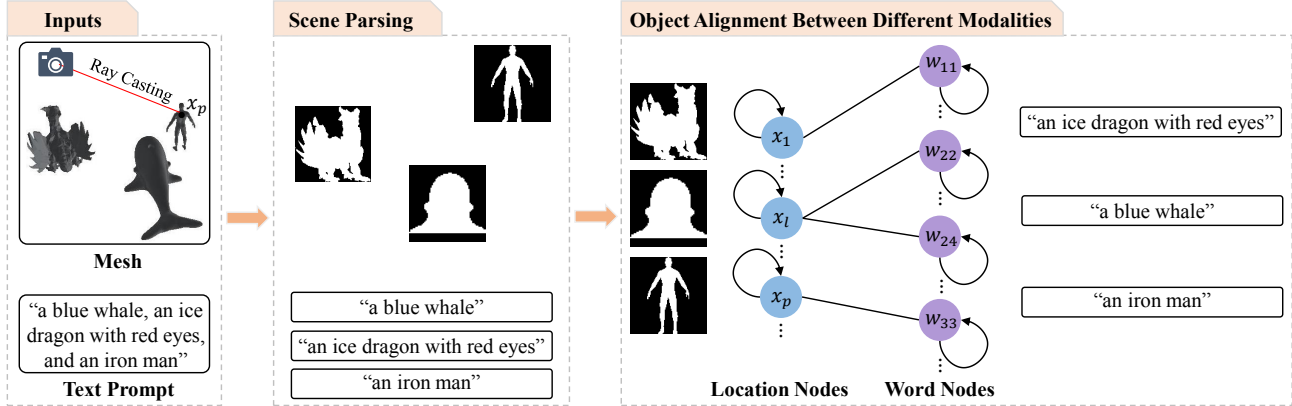 Inputs
Ray Casting
x_p
Mesh
“a blue whale, an ice
dragon with red eyes,
and an iron man”
Text Prompt
Scene Parsing
“a blue whale”
“an ice dragon with red eyes”
“an iron man”
Object Alignment Between Different Modalities
x_1
⋮
x_l
⋮
x_p
⋮
Location Nodes
w_11
⋮
w_22
⋮
w_24
⋮
w_33
⋮
Word Nodes
“an ice dragon with red eyes”
“a blue whale”
“an iron man”